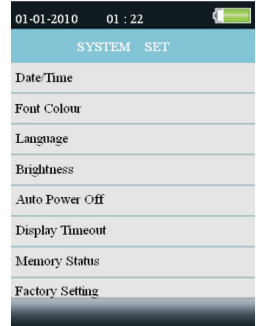 01-01-2010 01 : 22
SYSTEM SET
Date/Time
Font Colour
Language
Brightness
Auto Power Off
Display Timeout
Memory Status
Factory Setting